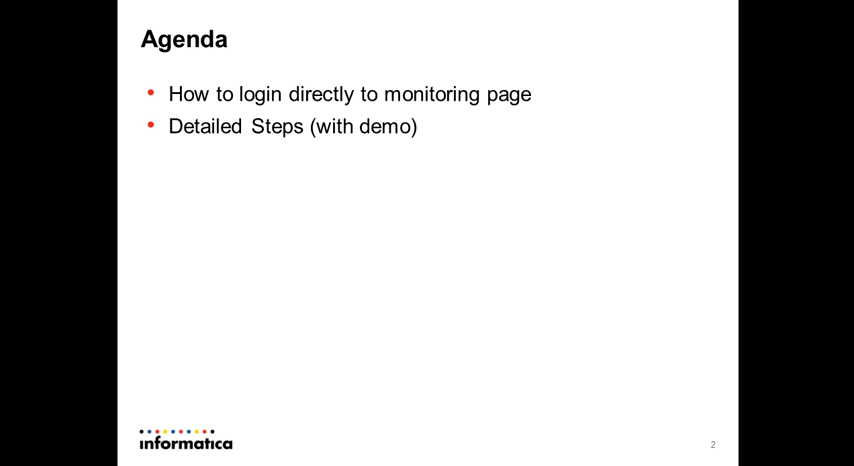 Agenda
• How to login directly to monitoring page
• Detailed Steps (with demo)
informatica
2